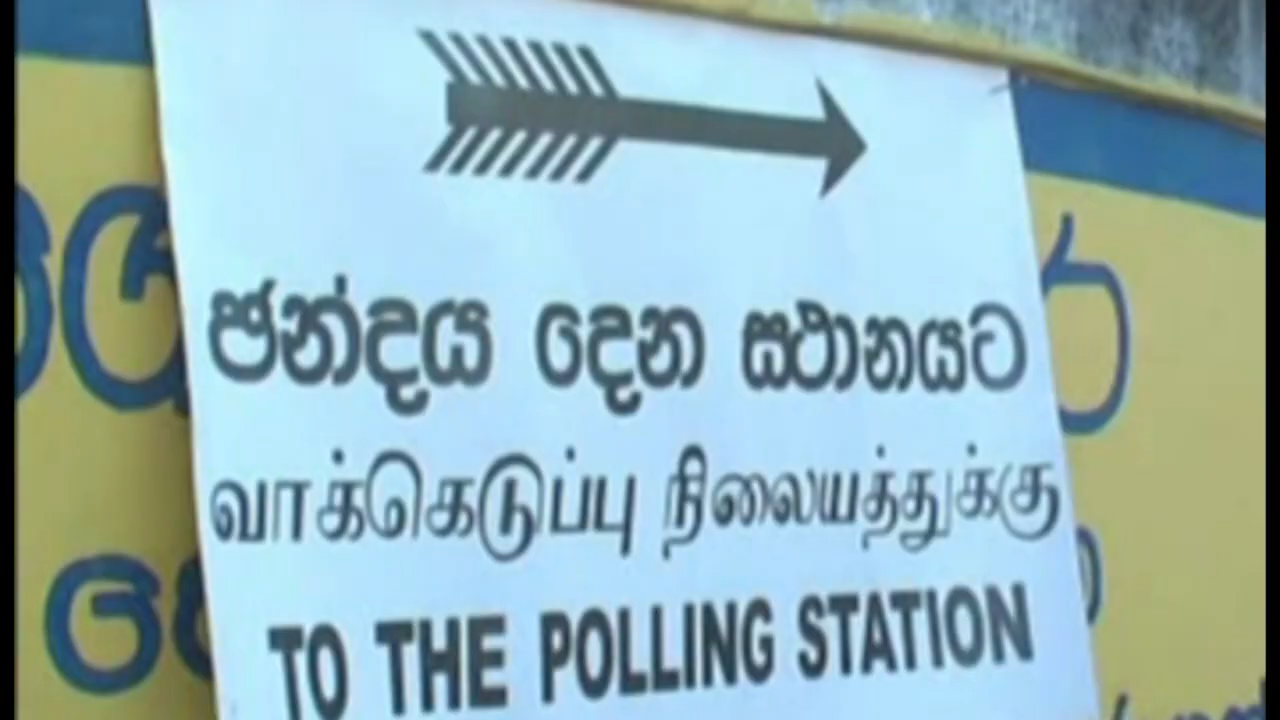 ඡන්දය දෙන ස්ථානයට
வாக்கெடுப்பு நிலையத்துக்கு
TO THE POLLING STATION